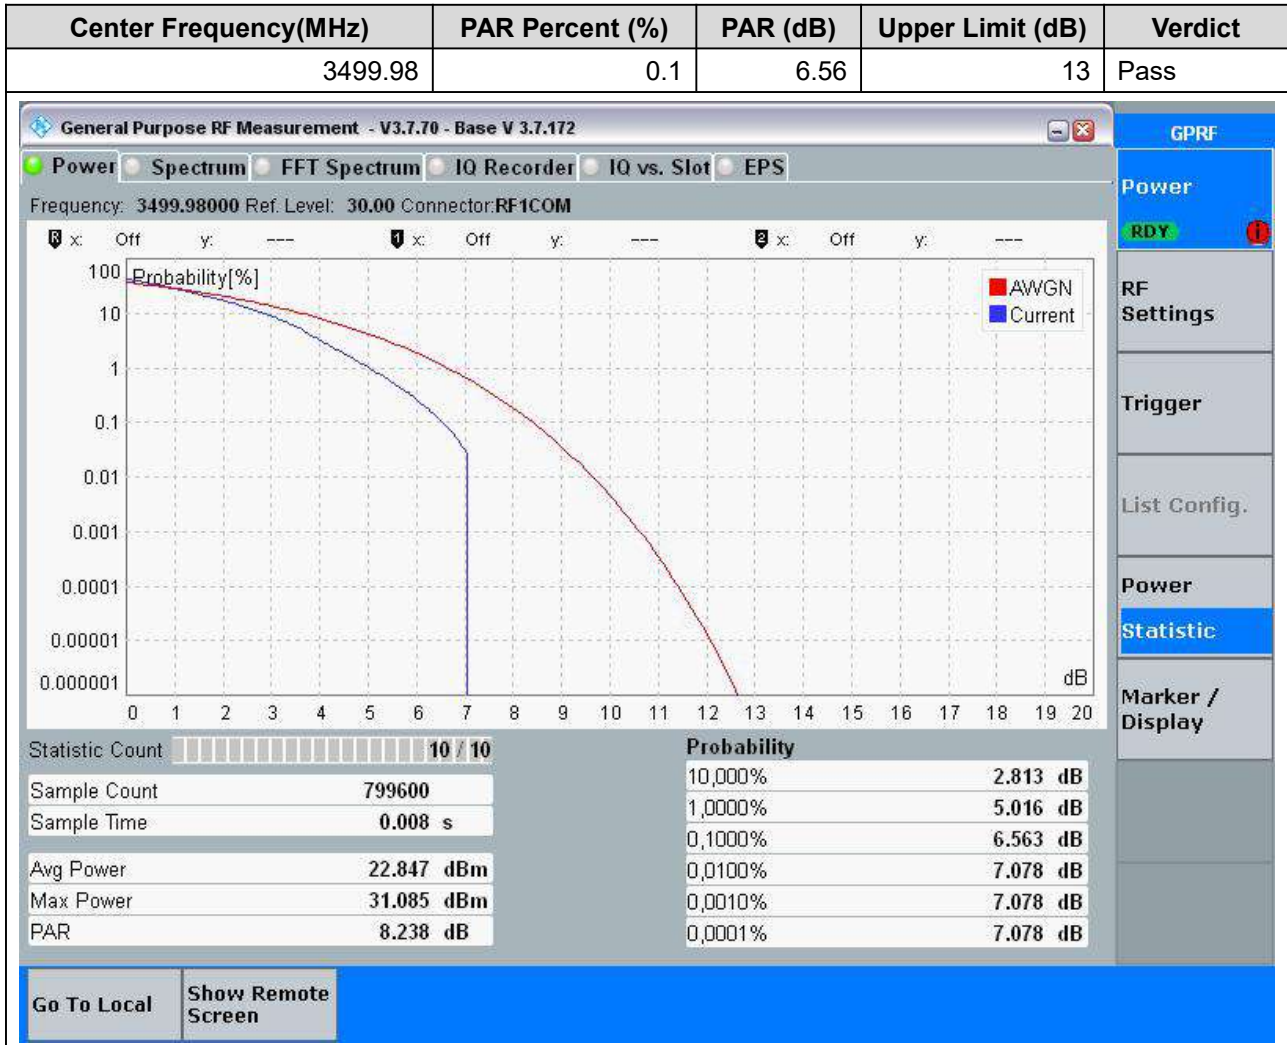 Center Frequency(MHz) PAR Percent (%) PAR (dB) Upper Limit (dB) Verdict
3499.98 0.1 6.56 13 Pass
General Purpose RF Measurement - V3.7.70 - Base V 3.7.172
GPRF
Power Spectrum FFT Spectrum IQ Recorder IQ vs. Slot EPS
Power
RDY
Frequency: 3499.98000 Ref. Level: 30.00 Connector:RF1COM
R x: Off y: --- 1 x: Off y: --- 2 x: Off y: ---
Probability[%]
AWGN
Current
100
10
1
0.1
0.01
0.001
0.0001
0.00001
0.000001
dB
0 1 2 3 4 5 6 7 8 9 10 11 12 13 14 15 16 17 18 19 20
RF
Settings
Trigger
List Config.
Power
Statistic
Marker /
Display
Statistic Count 10 / 10
Sample Count 799600
Sample Time 0.008 s
Avg Power 22.847 dBm
Max Power 31.085 dBm
PAR 8.238 dB
Probability
10,000% 2.813 dB
1,0000% 5.016 dB
0,1000% 6.563 dB
0,0100% 7.078 dB
0,0010% 7.078 dB
0,0001% 7.078 dB
Go To Local
Show Remote
Screen